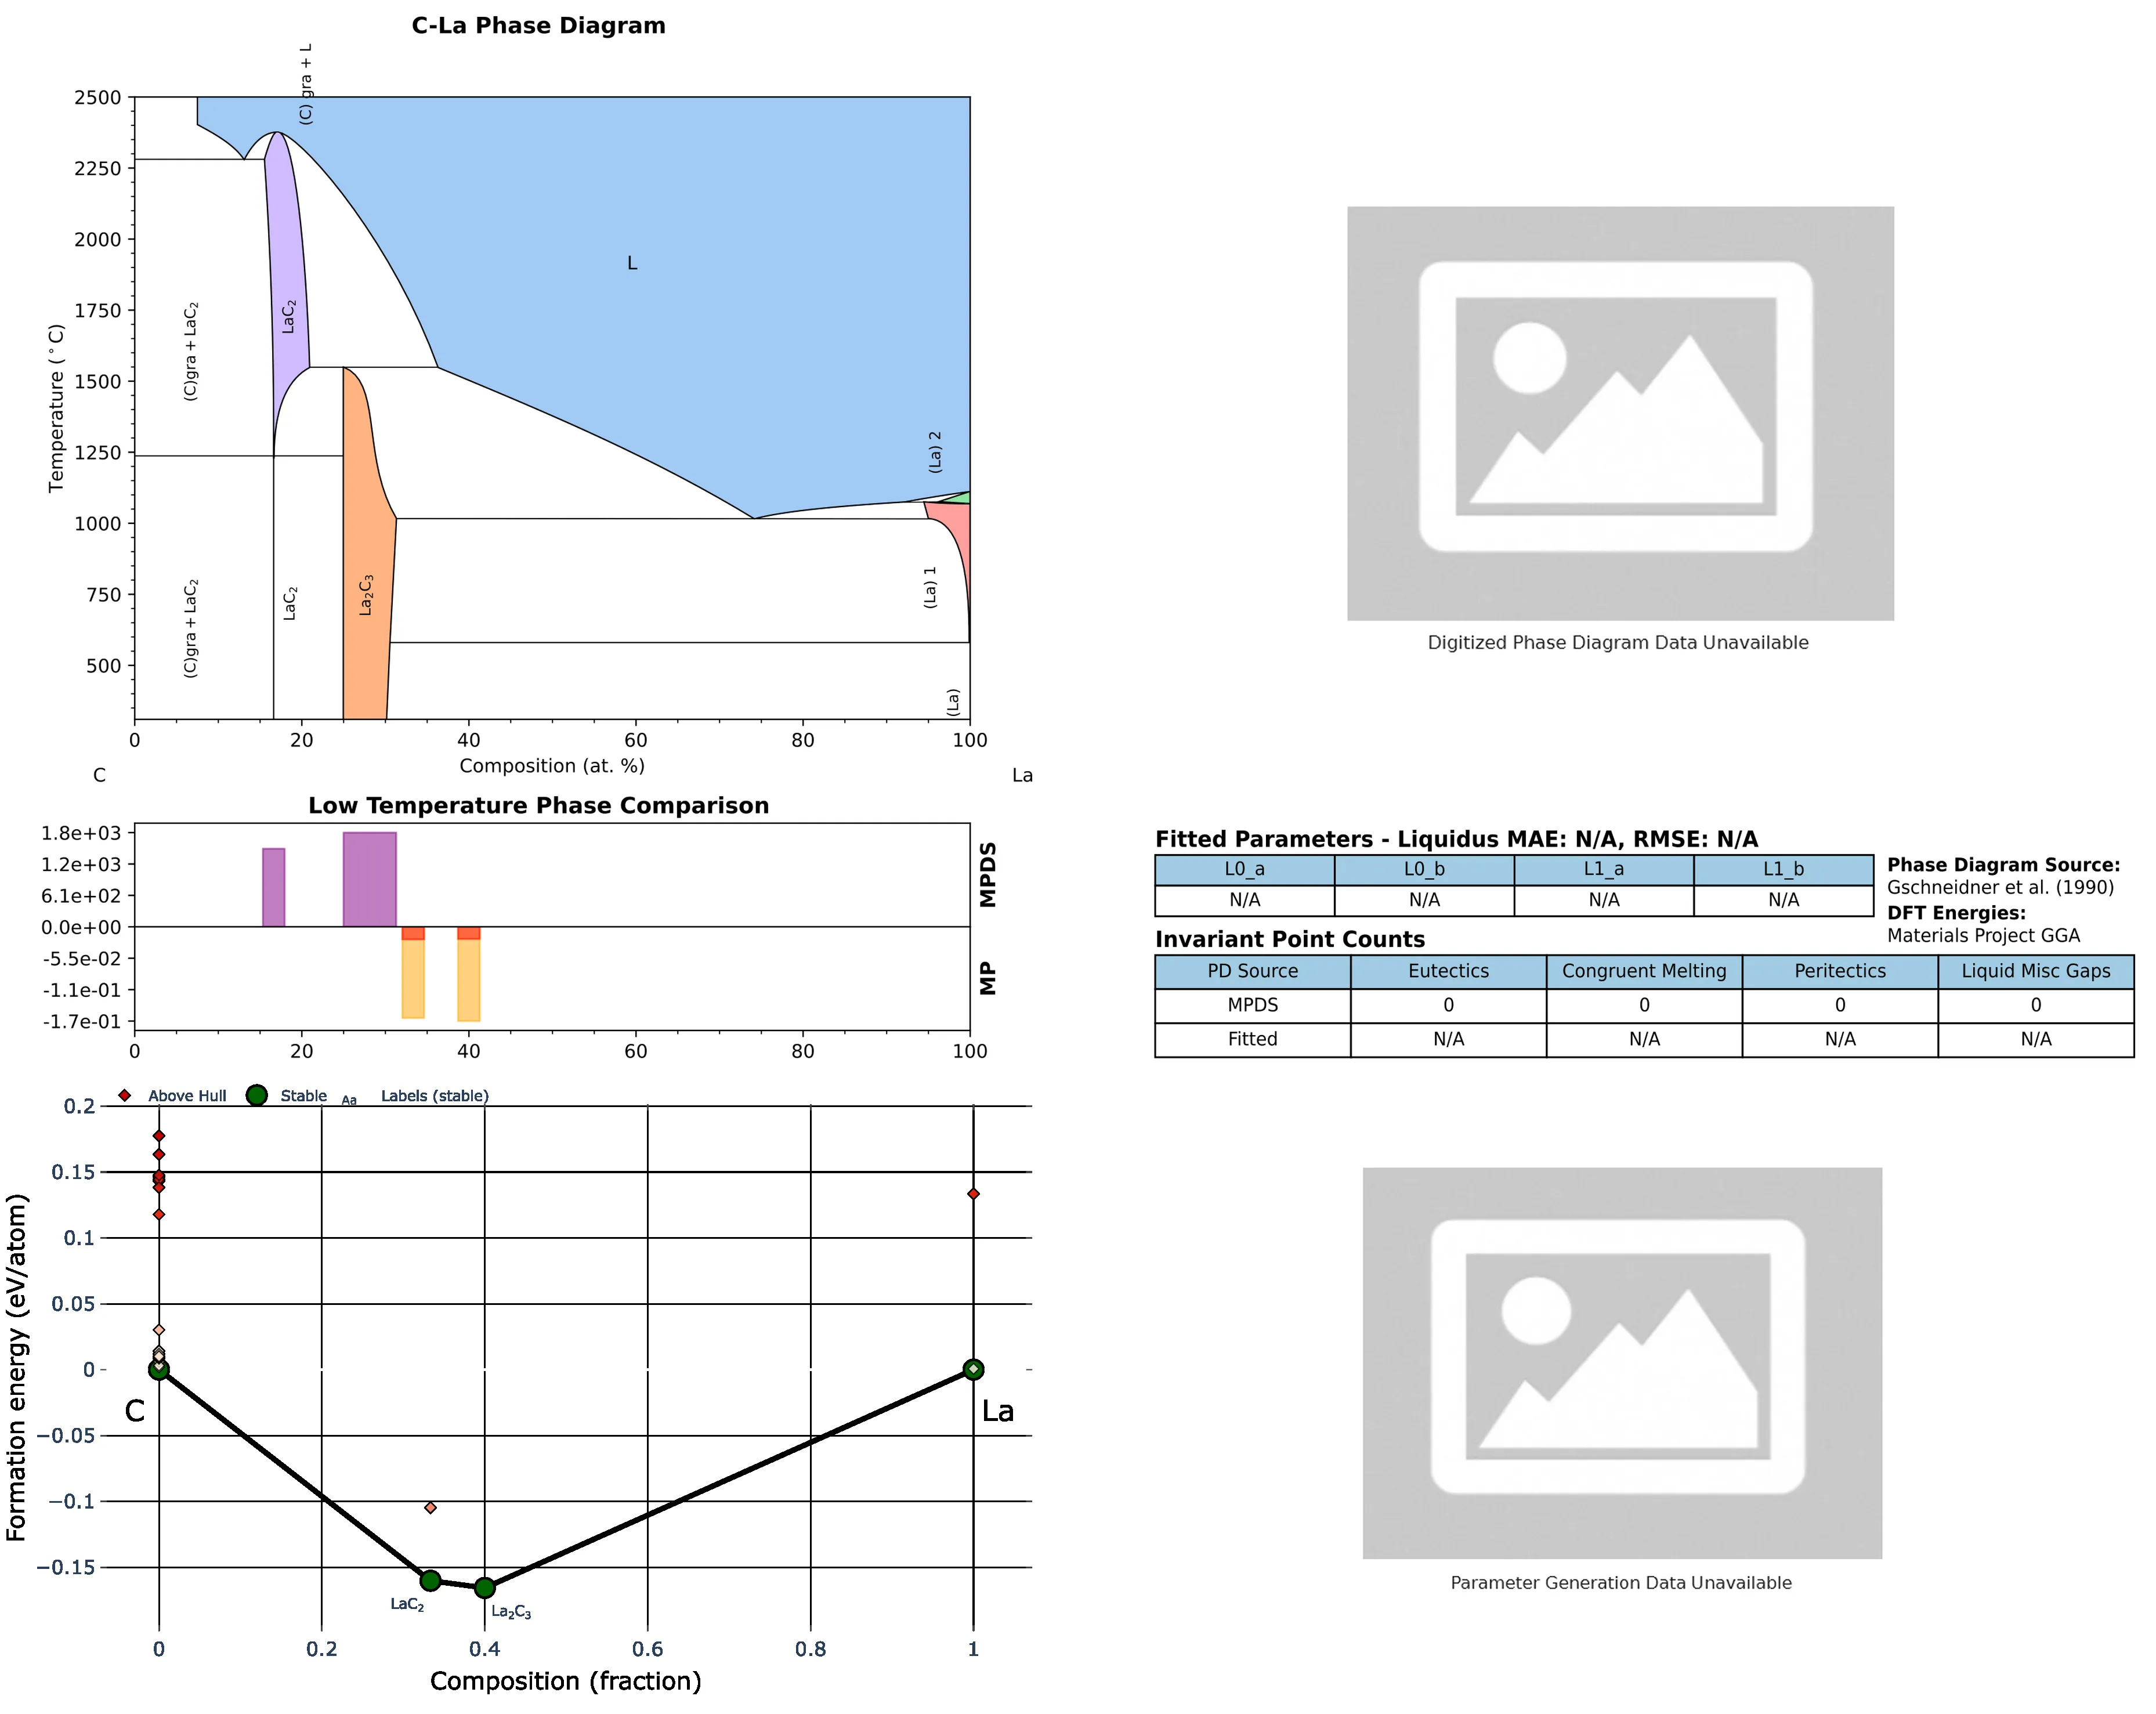 C-La Phase Diagram
(C) gra + L
2500
2250
2000
1750
1500
1250
1000
750
500
Temperature (°C)
L
LaC2
(C)gra + LaC2
(La) 2
(C)gra + LaC2
LaC2
La2C3
(La) 1
(La)
0 20 40 60 80 100
Composition (at. %)
C La
Digitized Phase Diagram Data Unavailable
Low Temperature Phase Comparison
1.8e+03
1.2e+03
6.1e+02
0.0e+00
-5.5e-02
-1.1e-01
-1.7e-01
MPDS
MP
0 20 40 60 80 100
Fitted Parameters - Liquidus MAE: N/A, RMSE: N/A
L0_a L0_b L1_a L1_b
N/A N/A N/A N/A
Phase Diagram Source:
Gschneidner et al. (1990)
DFT Energies:
Materials Project GGA
Invariant Point Counts
PD Source Eutectics Congruent Melting Peritectics Liquid Misc Gaps
MPDS 0 0 0 0
Fitted N/A N/A N/A N/A
Above Hull Stable Aa Labels (stable)
0.2
0.15
0.1
0.05
0
−0.05
−0.1
−0.15
Formation energy (eV/atom)
C La
LaC2
La2C3
0 0.2 0.4 0.6 0.8 1
Composition (fraction)
Parameter Generation Data Unavailable